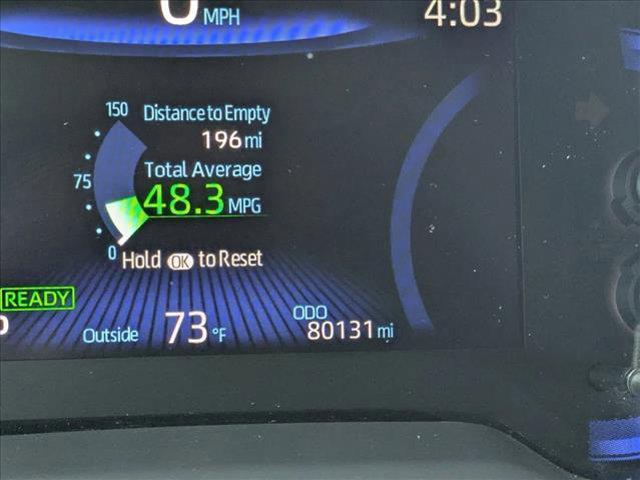 0 MPH
4:03
150
Distance to Empty
196 mi
75
Total Average
48.3 MPG
0
Hold OK to Reset
READY
Outside 73 °F
ODO
80131 mi